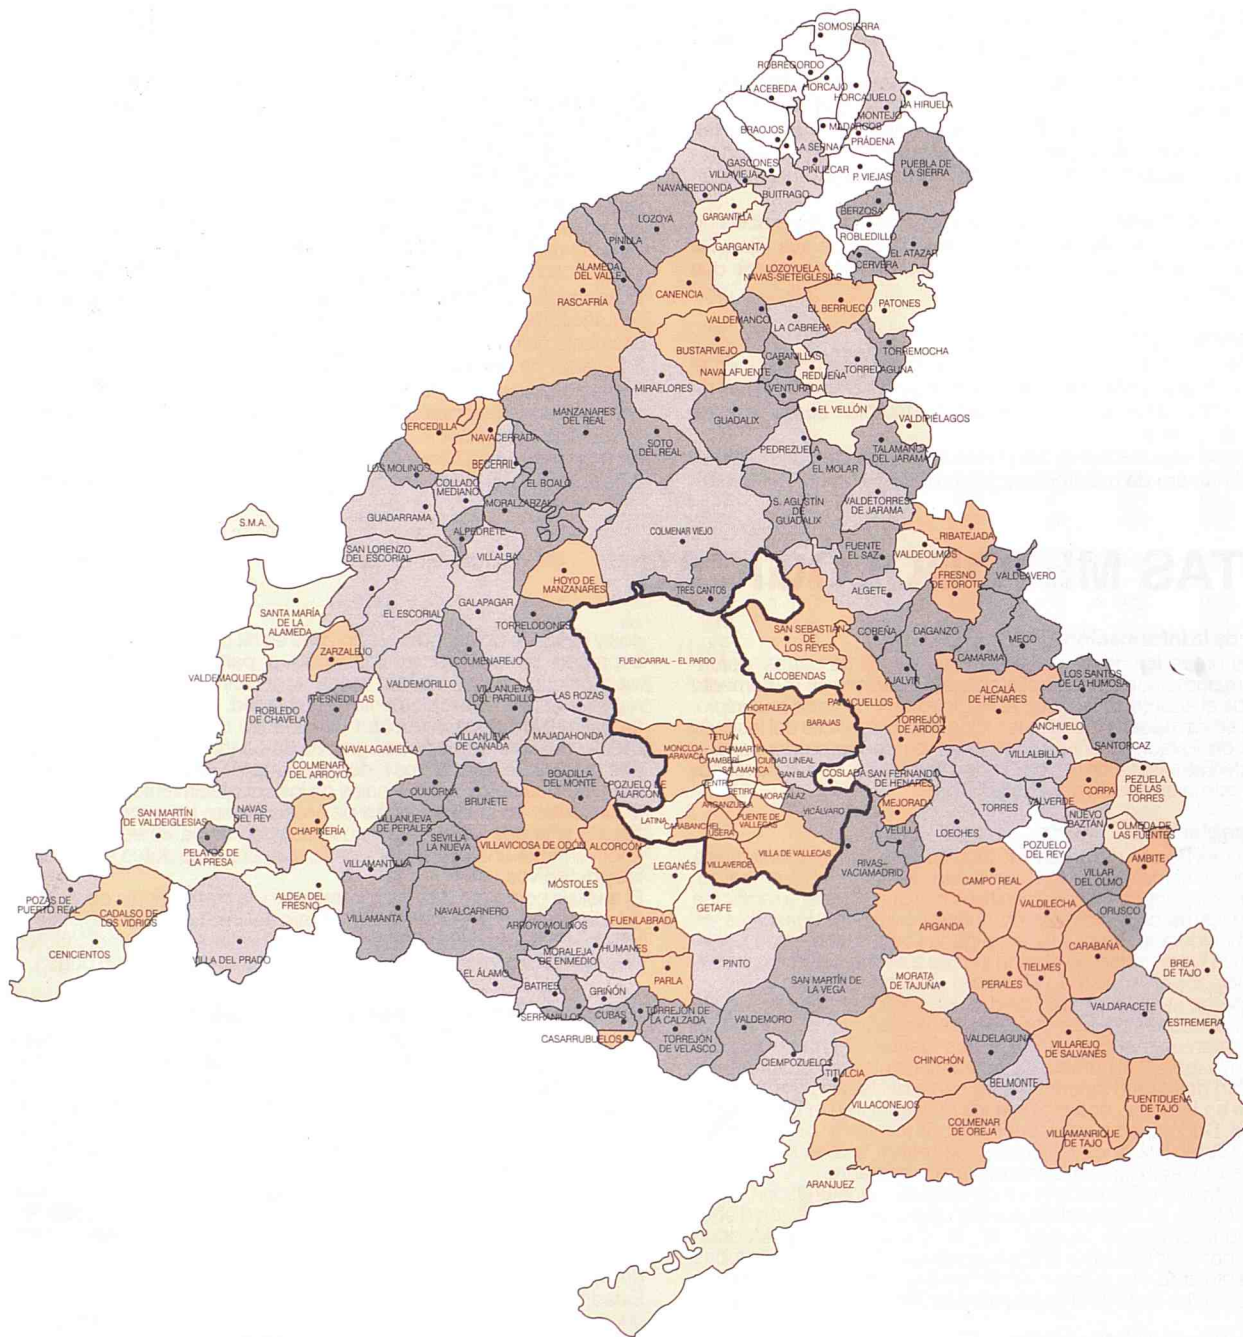 SOMOSIERRA
ROBREGORDO
HORCAJO
LA ACEBEDA
HORCAJUELO
MONTEJO
LA HIRUELA
MADARCOS
PRÁDENA
BRAOJOS
LA SERNA
GASCONES
PIÑUECAR
P. VIEJAS
PUEBLA DE
LA SIERRA
VILLAVIEJA
NAVARREDONDA
BUITRAGO
GARGANTILLA
BERZOSA
LOZOYA
ROBLEDILLO
PINILLA
GARGANTA
EL ATAZAR
CERVERA
ALAMEDA
DEL VALLE
LOZOYUELA
NAVAS-SIETEIGLESIAS
RASCAFRÍA
CANENCIA
EL BERRUECO
PATONES
VALDEMANCO
LA CABRERA
BUSTARVIEJO
TORREMOCHA
CABANILLAS
NAVALAFUENTE
REDUEÑA
TORRELAGUNA
MIRAFLORES
VENTURADA
MANZANARES
DEL REAL
GUADALIX
EL VELLÓN
VALDIPIÉLAGOS
CERCEDILLA
NAVACERRADA
SOTO
DEL REAL
PEDREZUELA
TALAMANCA
DEL JARAMA
BECERRIL
LOS MOLINOS
EL MOLAR
COLLADO
MEDIANO
EL BOALO
MORALZARZAL
S. AGUSTÍN
DE
GUADALIX
VALDETORRES
DE JARAMA
GUADARRAMA
S.M.A.
COLMENAR VIEJO
ALPEDRETE
RIBATEJADA
SAN LORENZO
DEL ESCORIAL
VILLALBA
FUENTE
EL SAZ
VALDEOLMOS
HOYO DE
MANZANARES
TRES CANTOS
FRESNO
DE TOROTE
VALDEAVERO
ALGETE
SANTA MARÍA
DE LA
ALAMEDA
EL ESCORIAL
GALAPAGAR
TORRELODONES
SAN SEBASTIÁN
DE
LOS REYES
COBEÑA
DAGANZO
MECO
CAMARMA
ZARZALEJO
COLMENAREJO
FUENCARRAL – EL PARDO
ALCOBENDAS
AJALVIR
LOS SANTOS
DE LA HUMOSA
VALDEMAQUEDA
FRESNEDILLAS
VALDEMORILLO
VILLANUEVA
DEL PARDILLO
LAS ROZAS
PARACUELLOS
ALCALÁ
DE HENARES
ROBLEDO
DE CHAVELA
HORTALEZA
BARAJAS
TORREJÓN
DE ARDOZ
ANCHUELO
NAVALAGAMELLA
VILLANUEVA
DE CAÑADA
MAJADAHONDA
TETUÁN
MONCLOA –
ARAVACA
CHAMARTÍN
CHAMBERÍ
CIUDAD LINEAL
SALAMANCA
SAN BLAS
VILLALBILLA
SANTORCAZ
COLMENAR
DEL ARROYO
BOADILLA
DEL MONTE
POZUELO DE
ALARCÓN
CENTRO
RETIRO
MORATALAZ
COSLADA
SAN FERNANDO
DE HENARES
CORPA
PEZUELA
DE LAS
TORRES
QUIJORNA
BRUNETE
ARGANZUELA
VICÁLVARO
MEJORADA
TORRES
VALVERDE
NUEVO
BAZTAN
SAN MARTÍN
DE VALDEIGLESIAS
NAVAS
DEL REY
CHAPINERÍA
VILLANUEVA
DE PERALES
SEVILLA
LA NUEVA
LATINA
CARABANCHEL
USERA
PUENTE DE
VALLECAS
VELILLA
LOECHES
OLMEDA DE
LAS FUENTES
PELAYOS DE
LA PRESA
VILLAMANTILLA
VILLAVICIOSA DE ODÓN
ALCORCÓN
VILLAVERDE
VILLA DE VALLECAS
POZUELO
DEL REY
AMBITE
LEGANÉS
RIVAS-
VACIAMADRID
VILLAR
DEL OLMO
POZAS DE
PUERTO REAL
CADALSO DE
LOS VIDRIOS
ALDEA DEL
FRESNO
MÓSTOLES
CAMPO REAL
VALDILECHA
ORUSCO
VILLAMANTA
NAVALCARNERO
GETAFE
FUENLABRADA
ARROYOMOLINOS
ARGANDA
CENICIENTOS
VILLA DEL PRADO
MORALEJA
DE ENMEDIO
HUMANES
PINTO
CARABAÑA
BREA
DE TAJO
EL ÁLAMO
BATRES
PARLA
SAN MARTÍN DE
LA VEGA
MORATA
DE TAJUÑA
TIELMES
PERALES
GRIÑÓN
SERRANILLOS
CUBAS
TORREJÓN DE
LA CALZADA
VALDARACETE
ESTREMERA
VALDEMORO
CASARRUBUELOS
TORREJÓN
DE VELASCO
VALDELAGUNA
VILLAREJO
DE SALVANÉS
CIEMPOZUELOS
CHINCHÓN
TITULCIA
BELMONTE
VILLACONEJOS
FUENTIDUEÑA
DE TAJO
COLMENAR
DE OREJA
VILLAMANRIQUE
DE TAJO
ARANJUEZ